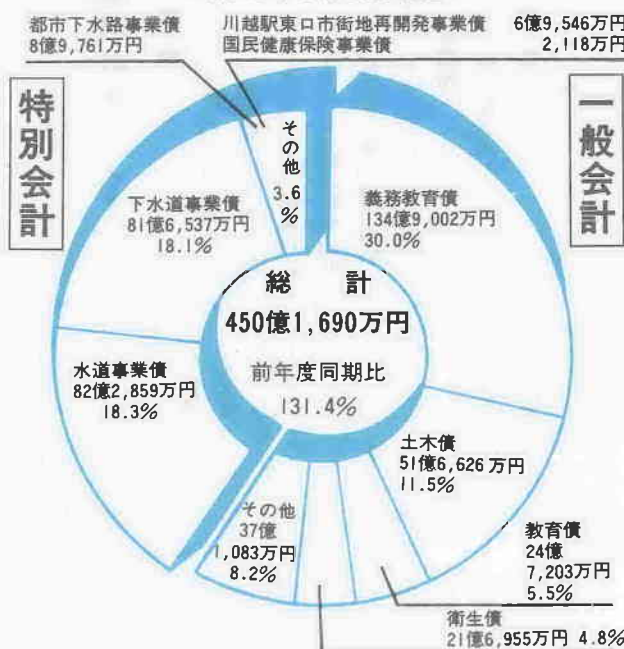 都市下水路事業債
8億9,761万円
川越駅東口市街地再開発事業債 6億9,546万円
国民健康保険事業債 2,118万円
特別会計
一般会計
その他
3.6
%
下水道事業債
81億6,537万円
18.1%
義務教育債
134億9,002万円
30.0%
総計
450億1,690万円
前年度同期比
131.4%
水道事業債
82億2,859万円
18.3%
土木債
51億6,626万円
11.5%
その他
37億
1,083万円
8.2%
教育債
24億
7,203万円
5.5%
衛生債
21億6,955万円 4.8%